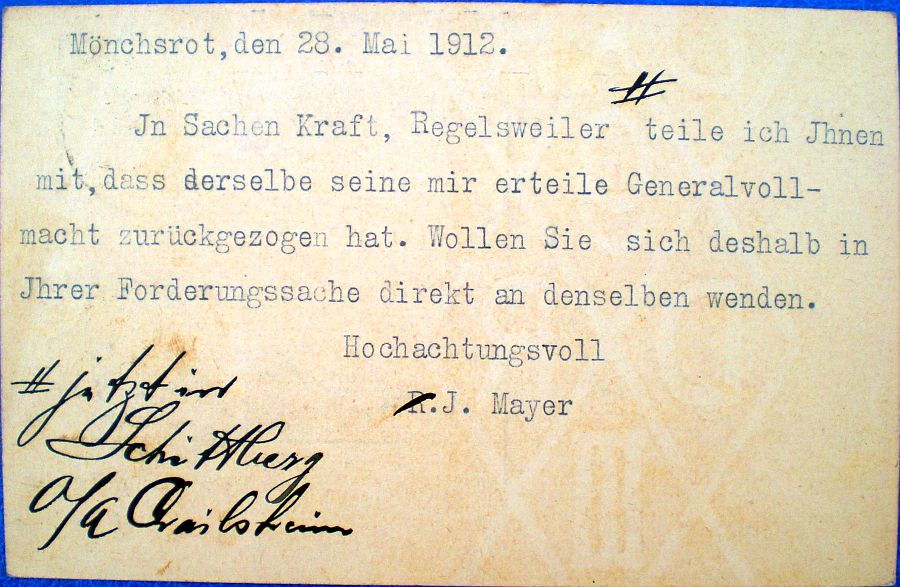 Mönchsrot, den 28. Mai 1912.
#
Jn Sachen Kraft, Regelsweiler teile ich Jhnen
mit, dass derselbe seine mir erteile Generalvoll-
macht zurückgezogen hat. Wollen Sie sich deshalb in
Jhrer Forderungssache direkt an denselben wenden.
Hochachtungsvoll
R.J. Mayer
# jetzt in
Schüttberg
O/A Crailsheim